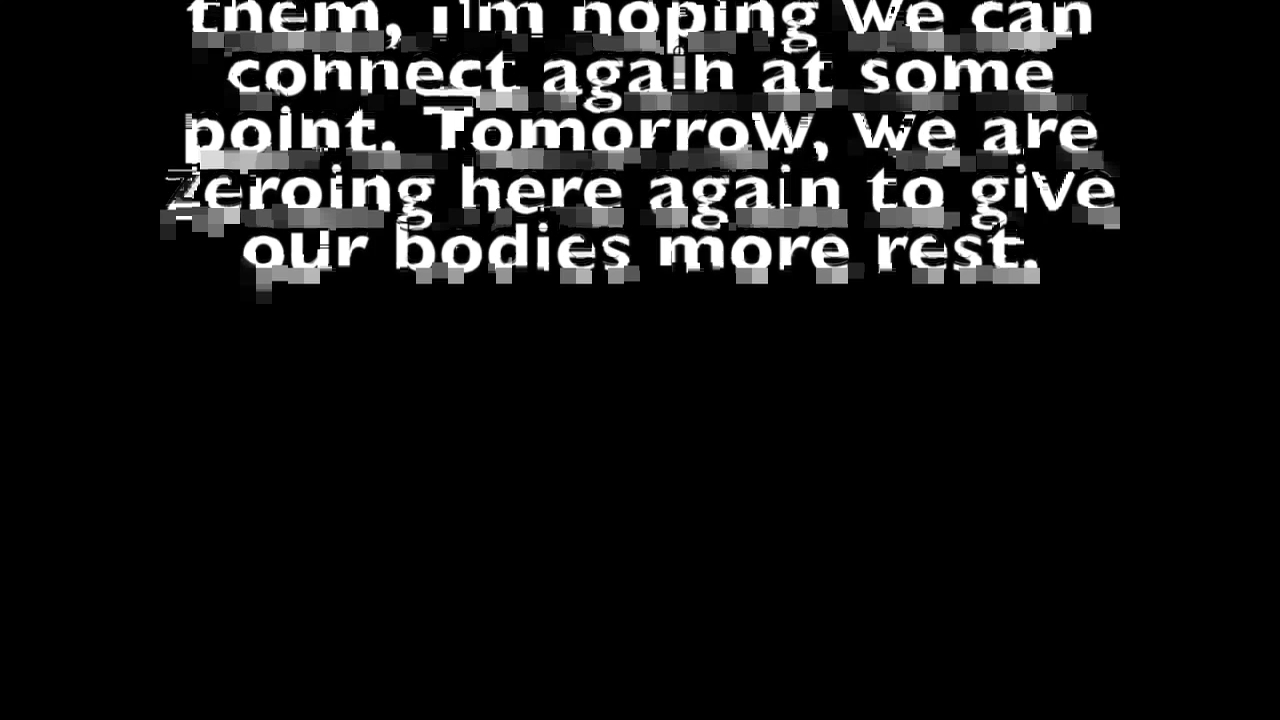 them, I'm hoping we can
connect again at some
point. Tomorrow, we are
zeroing here again to give
our bodies more rest.